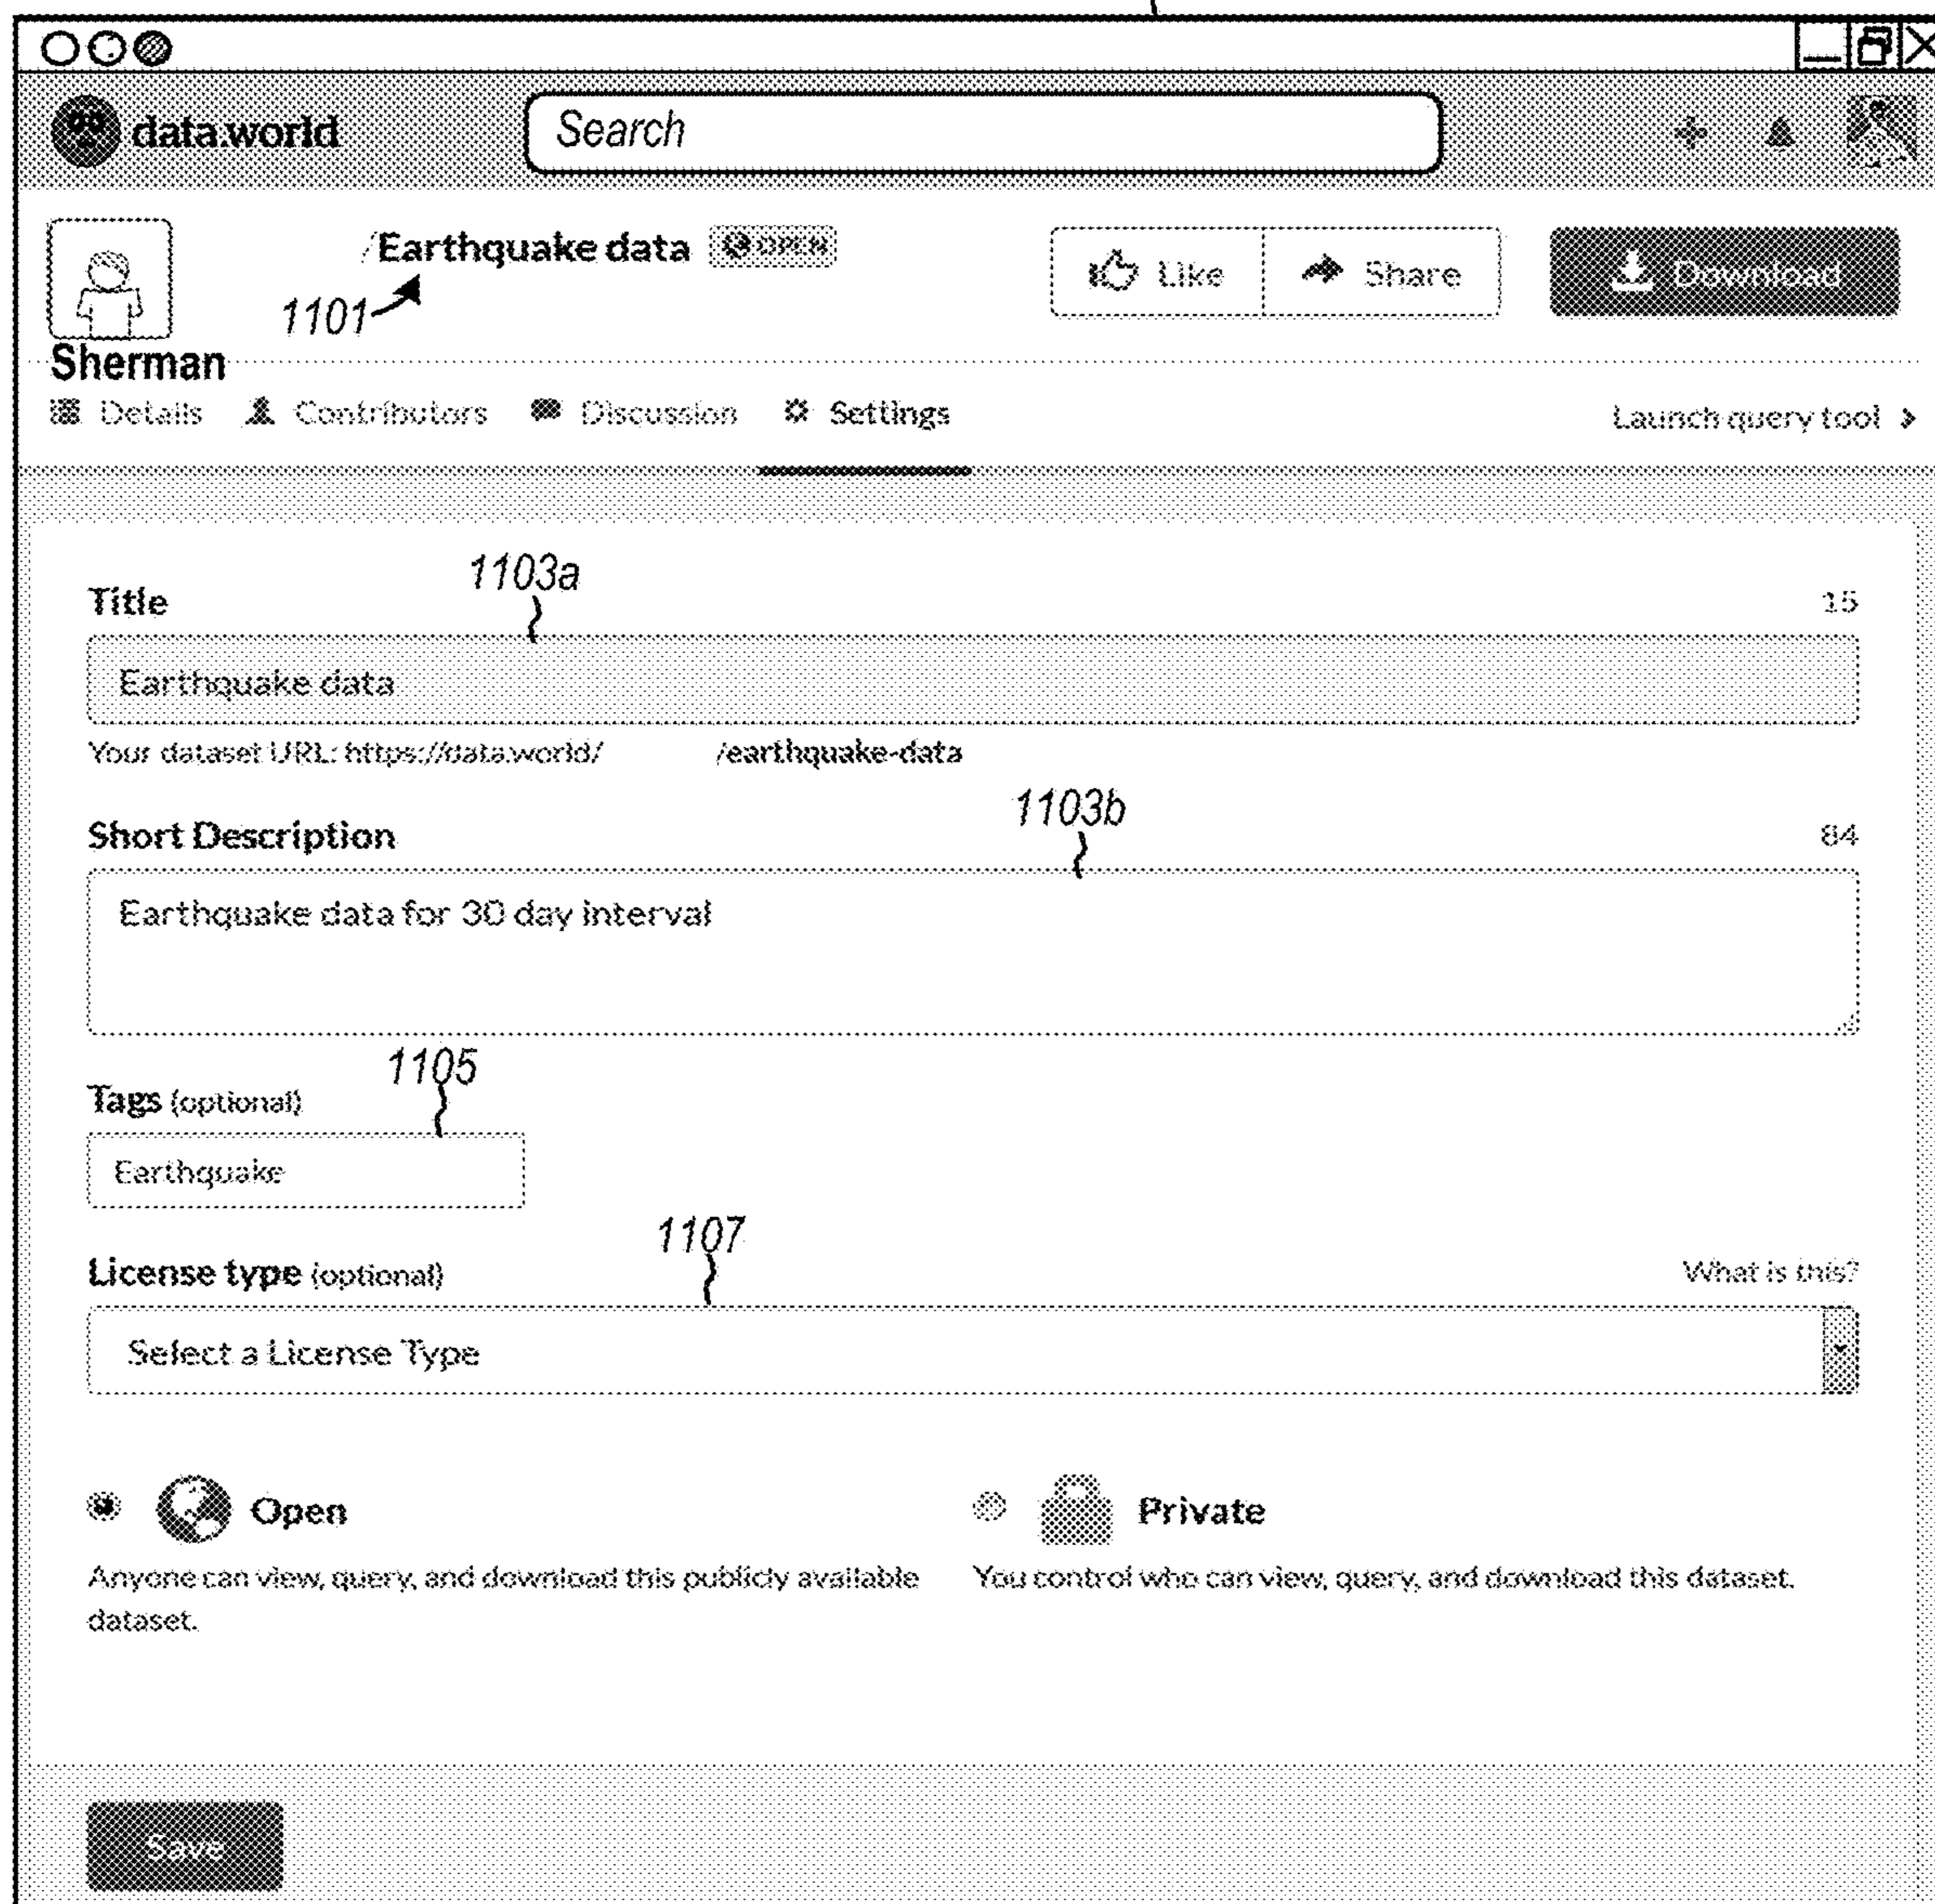 data.world Search
/Earthquake data OPEN Like Share Download
1101
Sherman
Details Contributors Discussion Settings Launch query tool >
1103a
Title 15
Earthquake data
Your dataset URL: https://data.world/ /earthquake-data
1103b
Short Description 84
Earthquake data for 30 day interval
1105
Tags (optional)
Earthquake
1107
License type (optional) What is this?
Select a License Type
Open Private
Anyone can view, query, and download this publicly available You control who can view, query, and download this dataset.
dataset.
Save